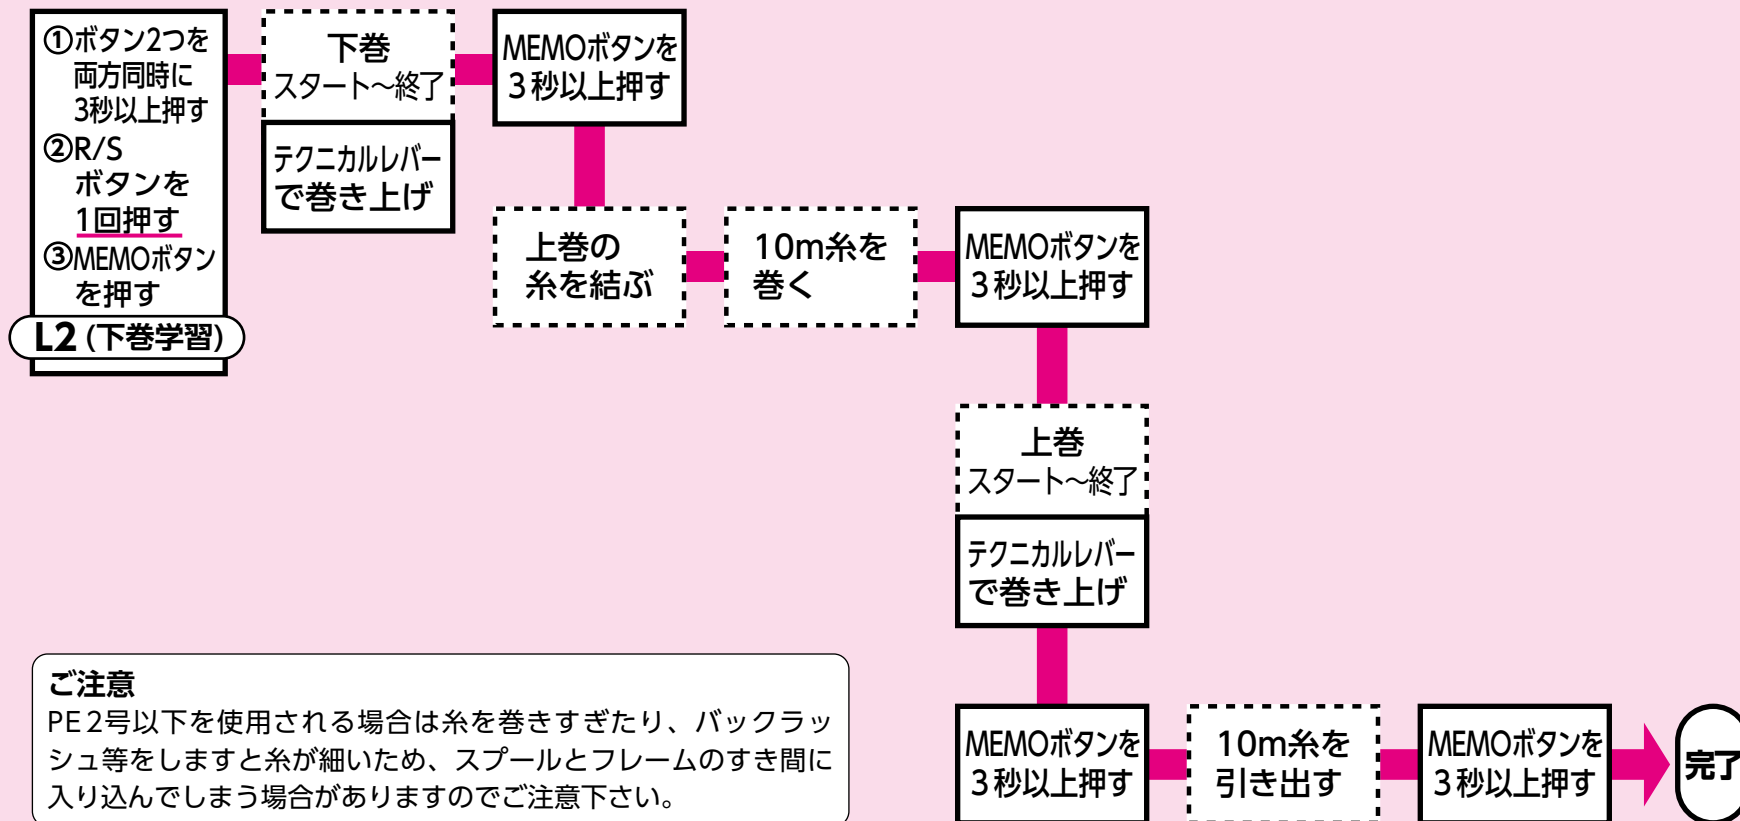 ①ボタン2つを
両方同時に
3秒以上押す
②R/S
ボタンを
1回押す
③MEMOボタン
を押す
L2 (下巻学習)
下巻
スタート～終了
テクニカルレバー
で巻き上げ
MEMOボタンを
3秒以上押す
上巻の
糸を結ぶ
10m糸を
巻く
MEMOボタンを
3秒以上押す
上巻
スタート～終了
テクニカルレバー
で巻き上げ
MEMOボタンを
3秒以上押す
10m糸を
引き出す
MEMOボタンを
3秒以上押す
完了
ご注意
PE2号以下を使用される場合は糸を巻きすぎたり、バックラッ
シュ等をしますと糸が細いため、スプールとフレームのすき間に
入り込んでしまう場合がありますのでご注意下さい。